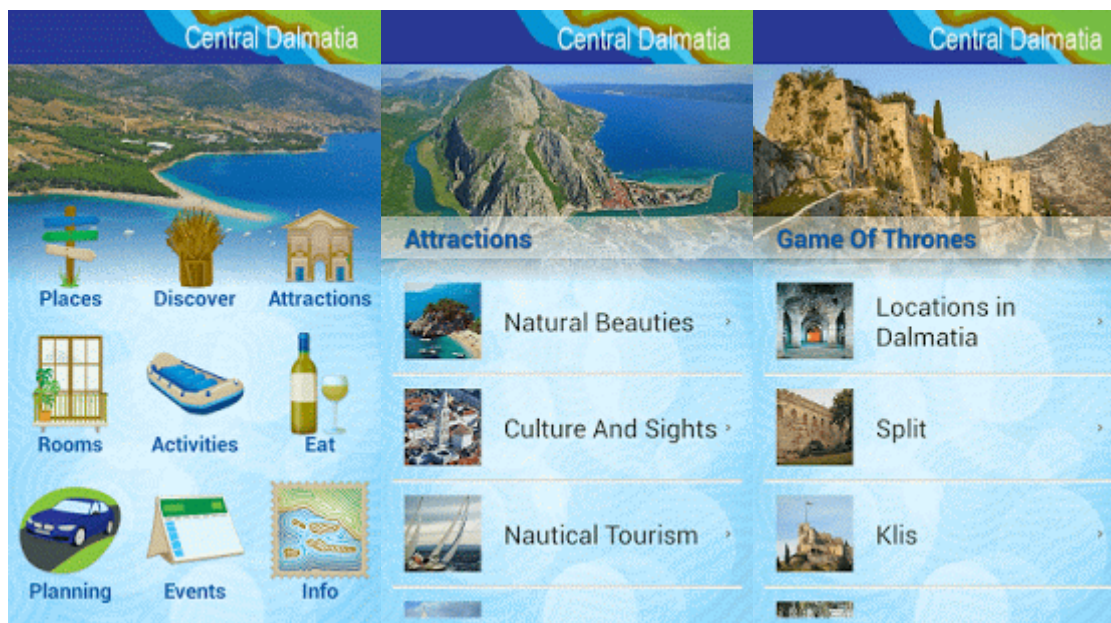 Central Dalmatia
Places
Discover
Attractions
Rooms
Activities
Eat
Planning
Events
Info
Central Dalmatia
Attractions
Natural Beauties
Culture And Sights
Nautical Tourism
Central Dalmatia
Game Of Thrones
Locations in
Dalmatia
Split
Klis